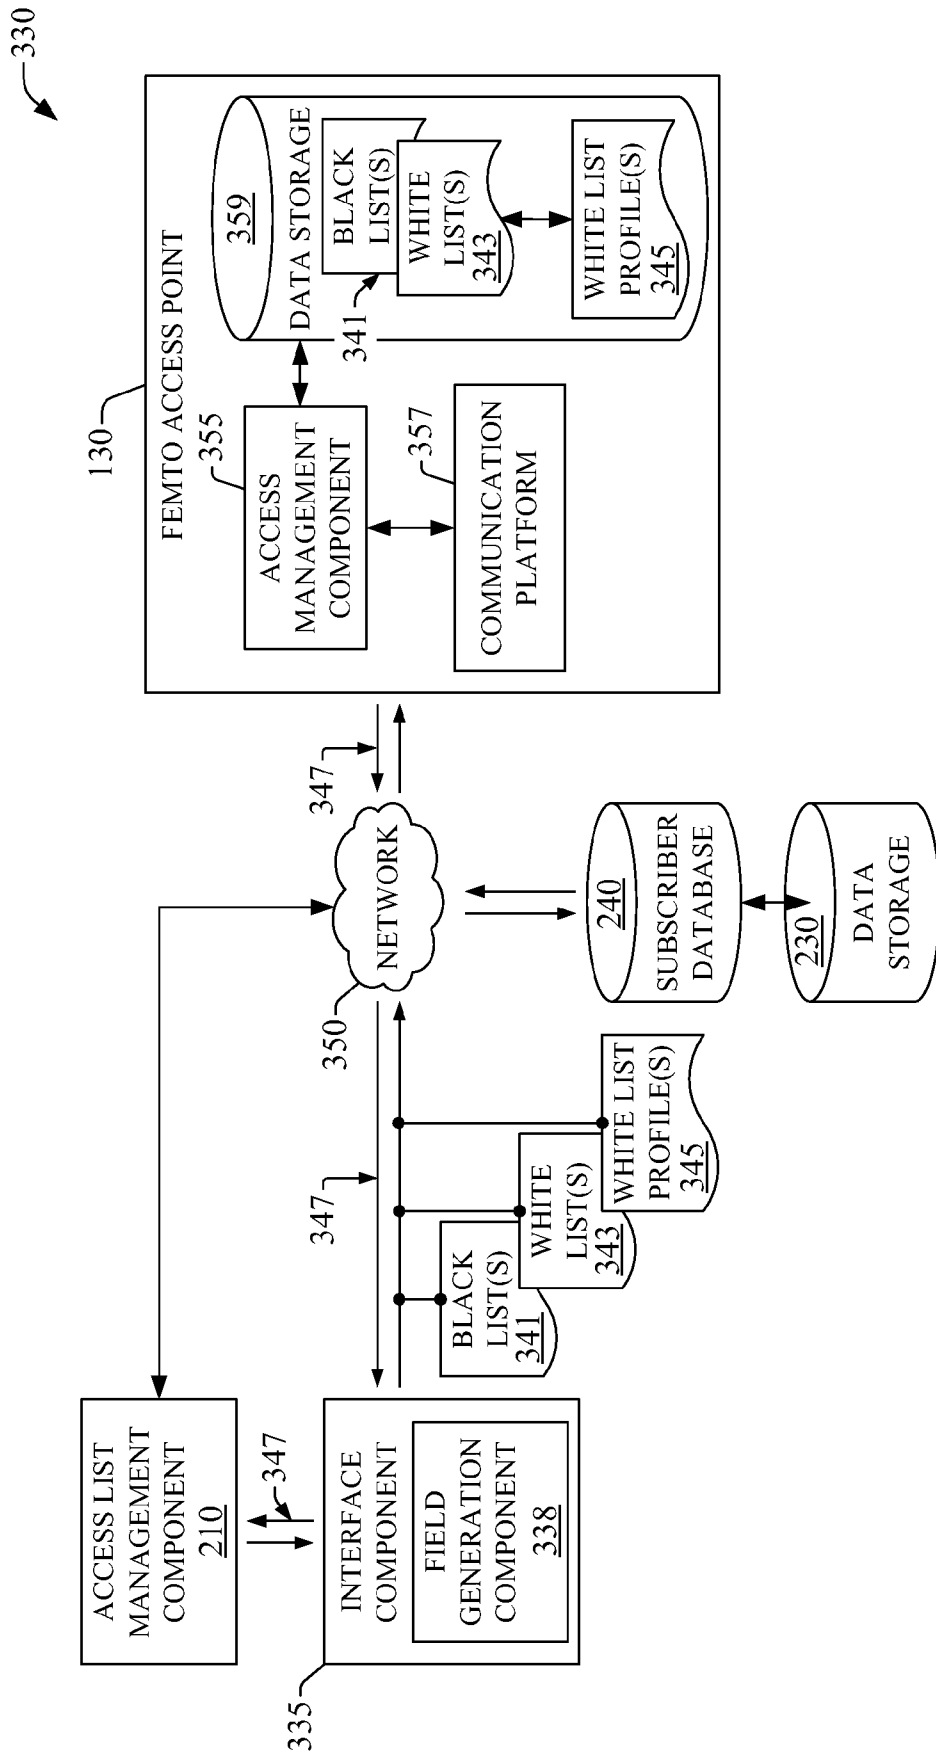 330
130
FEMTO ACCESS POINT
355
ACCESS
MANAGEMENT
COMPONENT
357
COMMUNICATION
PLATFORM
359
DATA STORAGE
341
BLACK
LIST(S)
WHITE
LIST(S)
343
WHITE LIST
PROFILE(S)
345
ACCESS LIST
MANAGEMENT
COMPONENT
210
347
335
INTERFACE
COMPONENT
FIELD
GENERATION
COMPONENT
338
347
350
NETWORK
347
BLACK
LIST(S)
341
WHITE
LIST(S)
343
WHITE LIST
PROFILE(S)
345
240
SUBSCRIBER
DATABASE
230
DATA
STORAGE